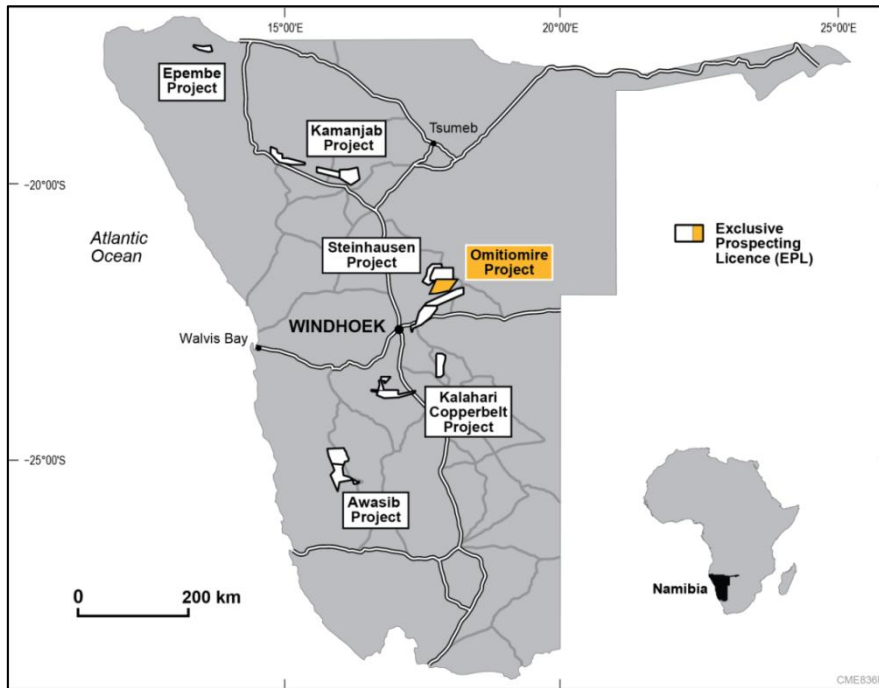 15°00'E
20°00'E
25°00'E
Epembe
Project
Kamanjab
Project
Tsumeb
–20°00'S
Atlantic
Ocean
Steinhausen
Project
Omitiomire
Project
Exclusive
Prospecting
Licence (EPL)
WINDHOEK
Walvis Bay
Kalahari
Copperbelt
Project
–25°00'S
Awasib
Project
0
200 km
Namibia